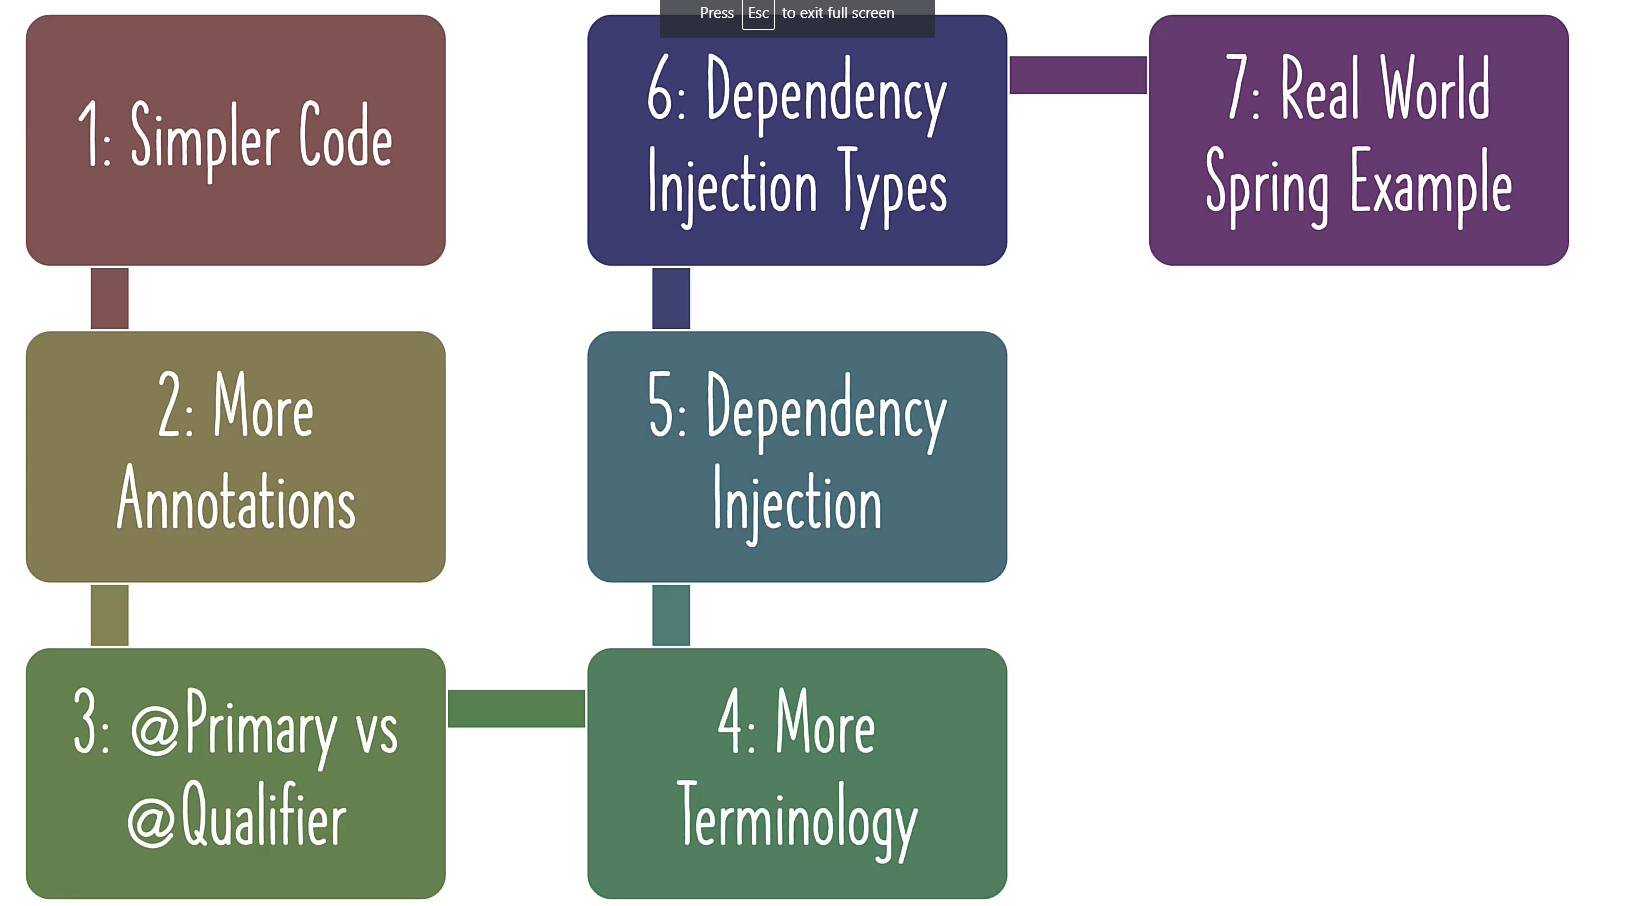 Press Esc to exit full screen
1: Simpler Code
2: More
Annotations
3: @Primary vs
@Qualifier
4: More
Terminology
5: Dependency
Injection
6: Dependency
Injection Types
7: Real World
Spring Example